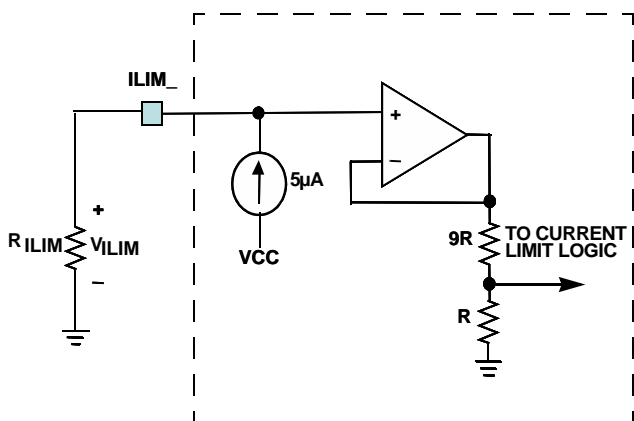 ILIM_
+
−
5µA
VCC
R ILIM
+
VILIM
−
9R
TO CURRENT
LIMIT LOGIC
R